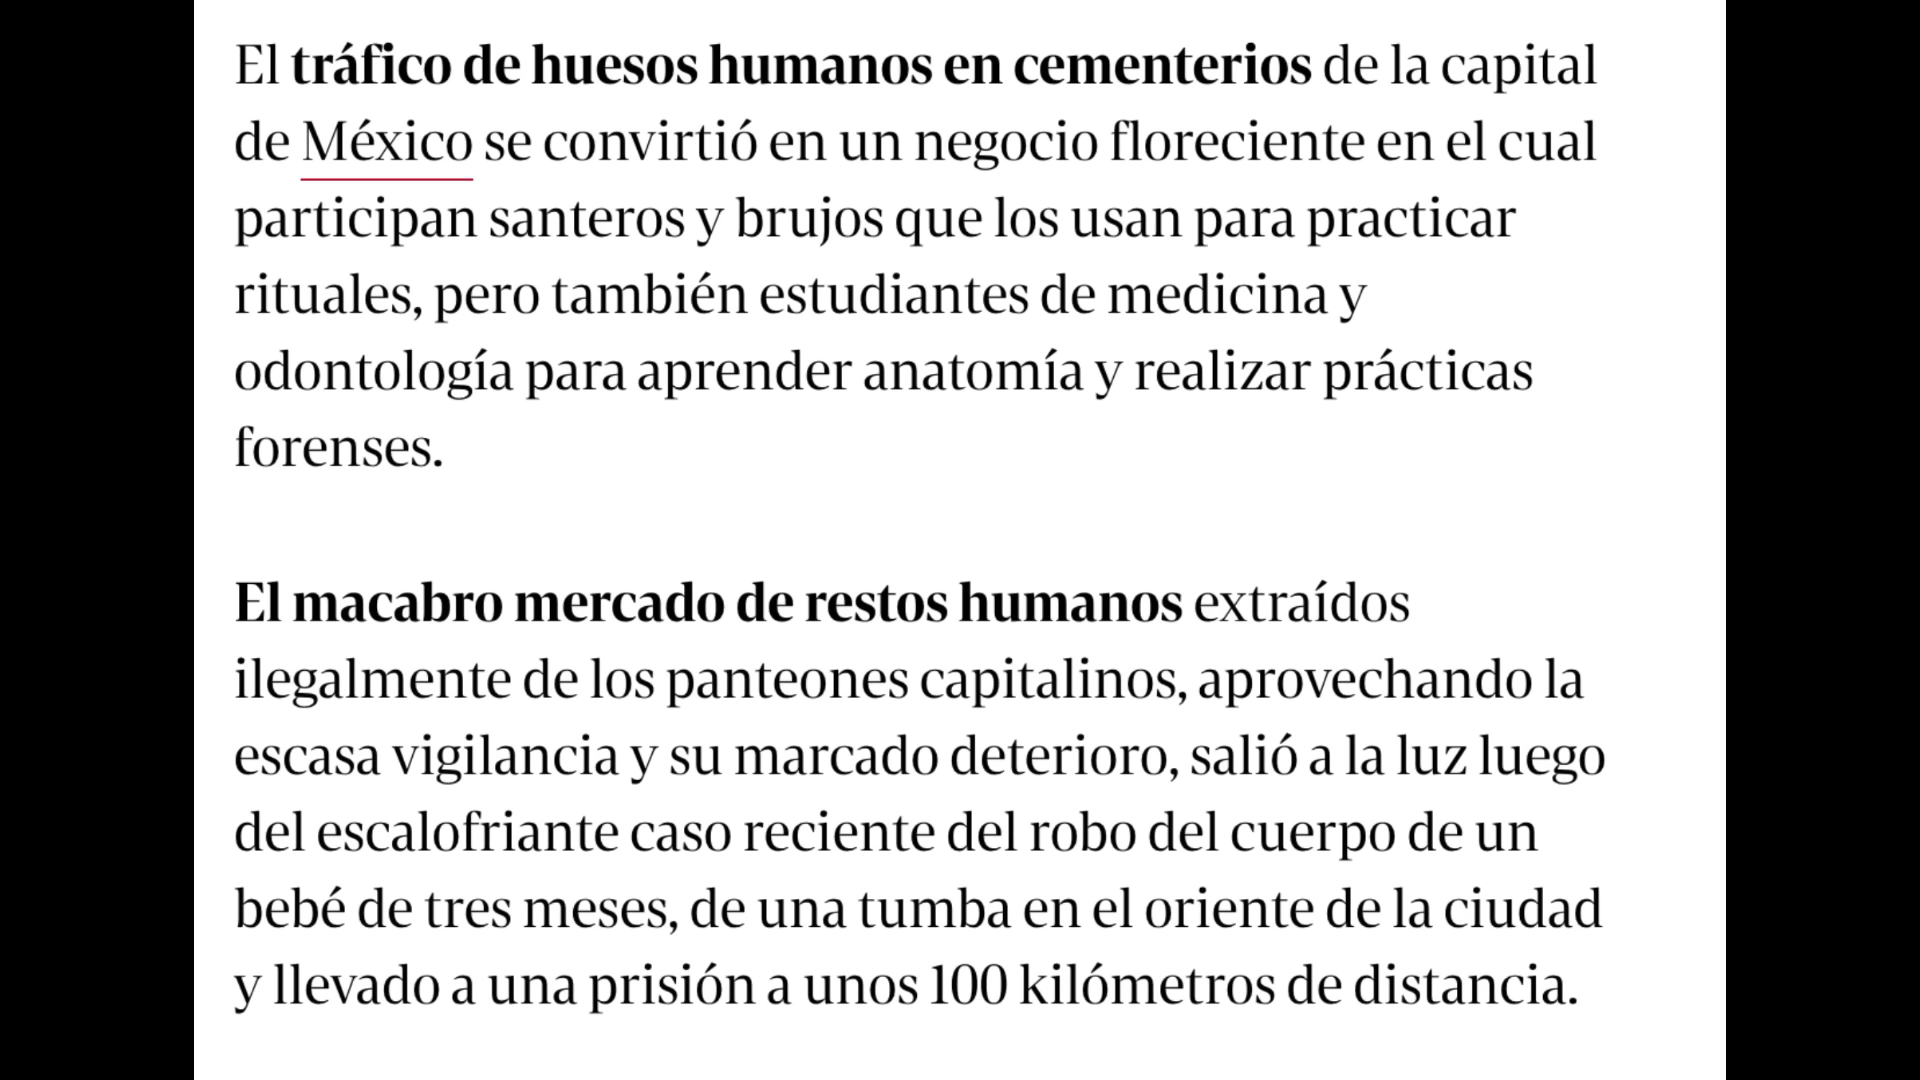 El tráfico de huesos humanos en cementerios de la capital
de México se convirtió en un negocio floreciente en el cual
participan santeros y brujos que los usan para practicar
rituales, pero también estudiantes de medicina y
odontología para aprender anatomía y realizar prácticas
forenses.
El macabro mercado de restos humanos extraídos
ilegalmente de los panteones capitalinos, aprovechando la
escasa vigilancia y su marcado deterioro, salió a la luz luego
del escalofriante caso reciente del robo del cuerpo de un
bebé de tres meses, de una tumba en el oriente de la ciudad
y llevado a una prisión a unos 100 kilómetros de distancia.